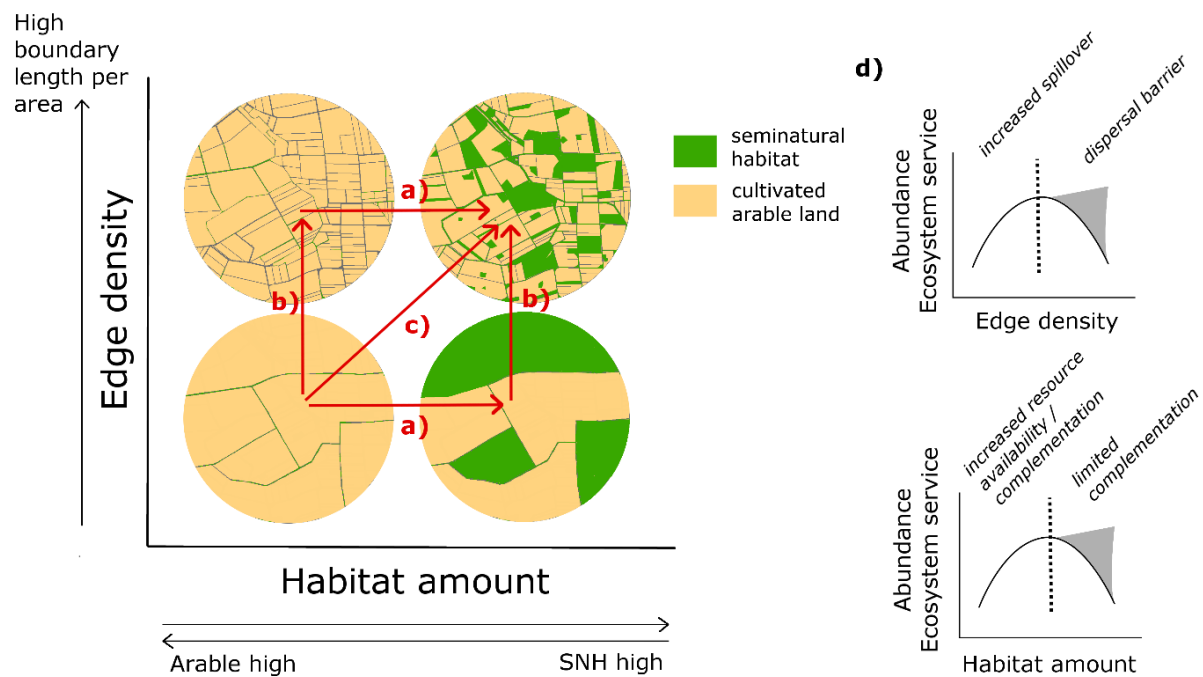 High
boundary
length per
area
Edge density
a)
b)
c)
b)
a)
Habitat amount
Arable high
SNH high
seminatural
habitat
cultivated
arable land
d)
increased spillover
dispersal barrier
Abundance
Ecosystem service
Edge density
increased resource
availability /
complementation
limited
complementation
Abundance
Ecosystem service
Habitat amount